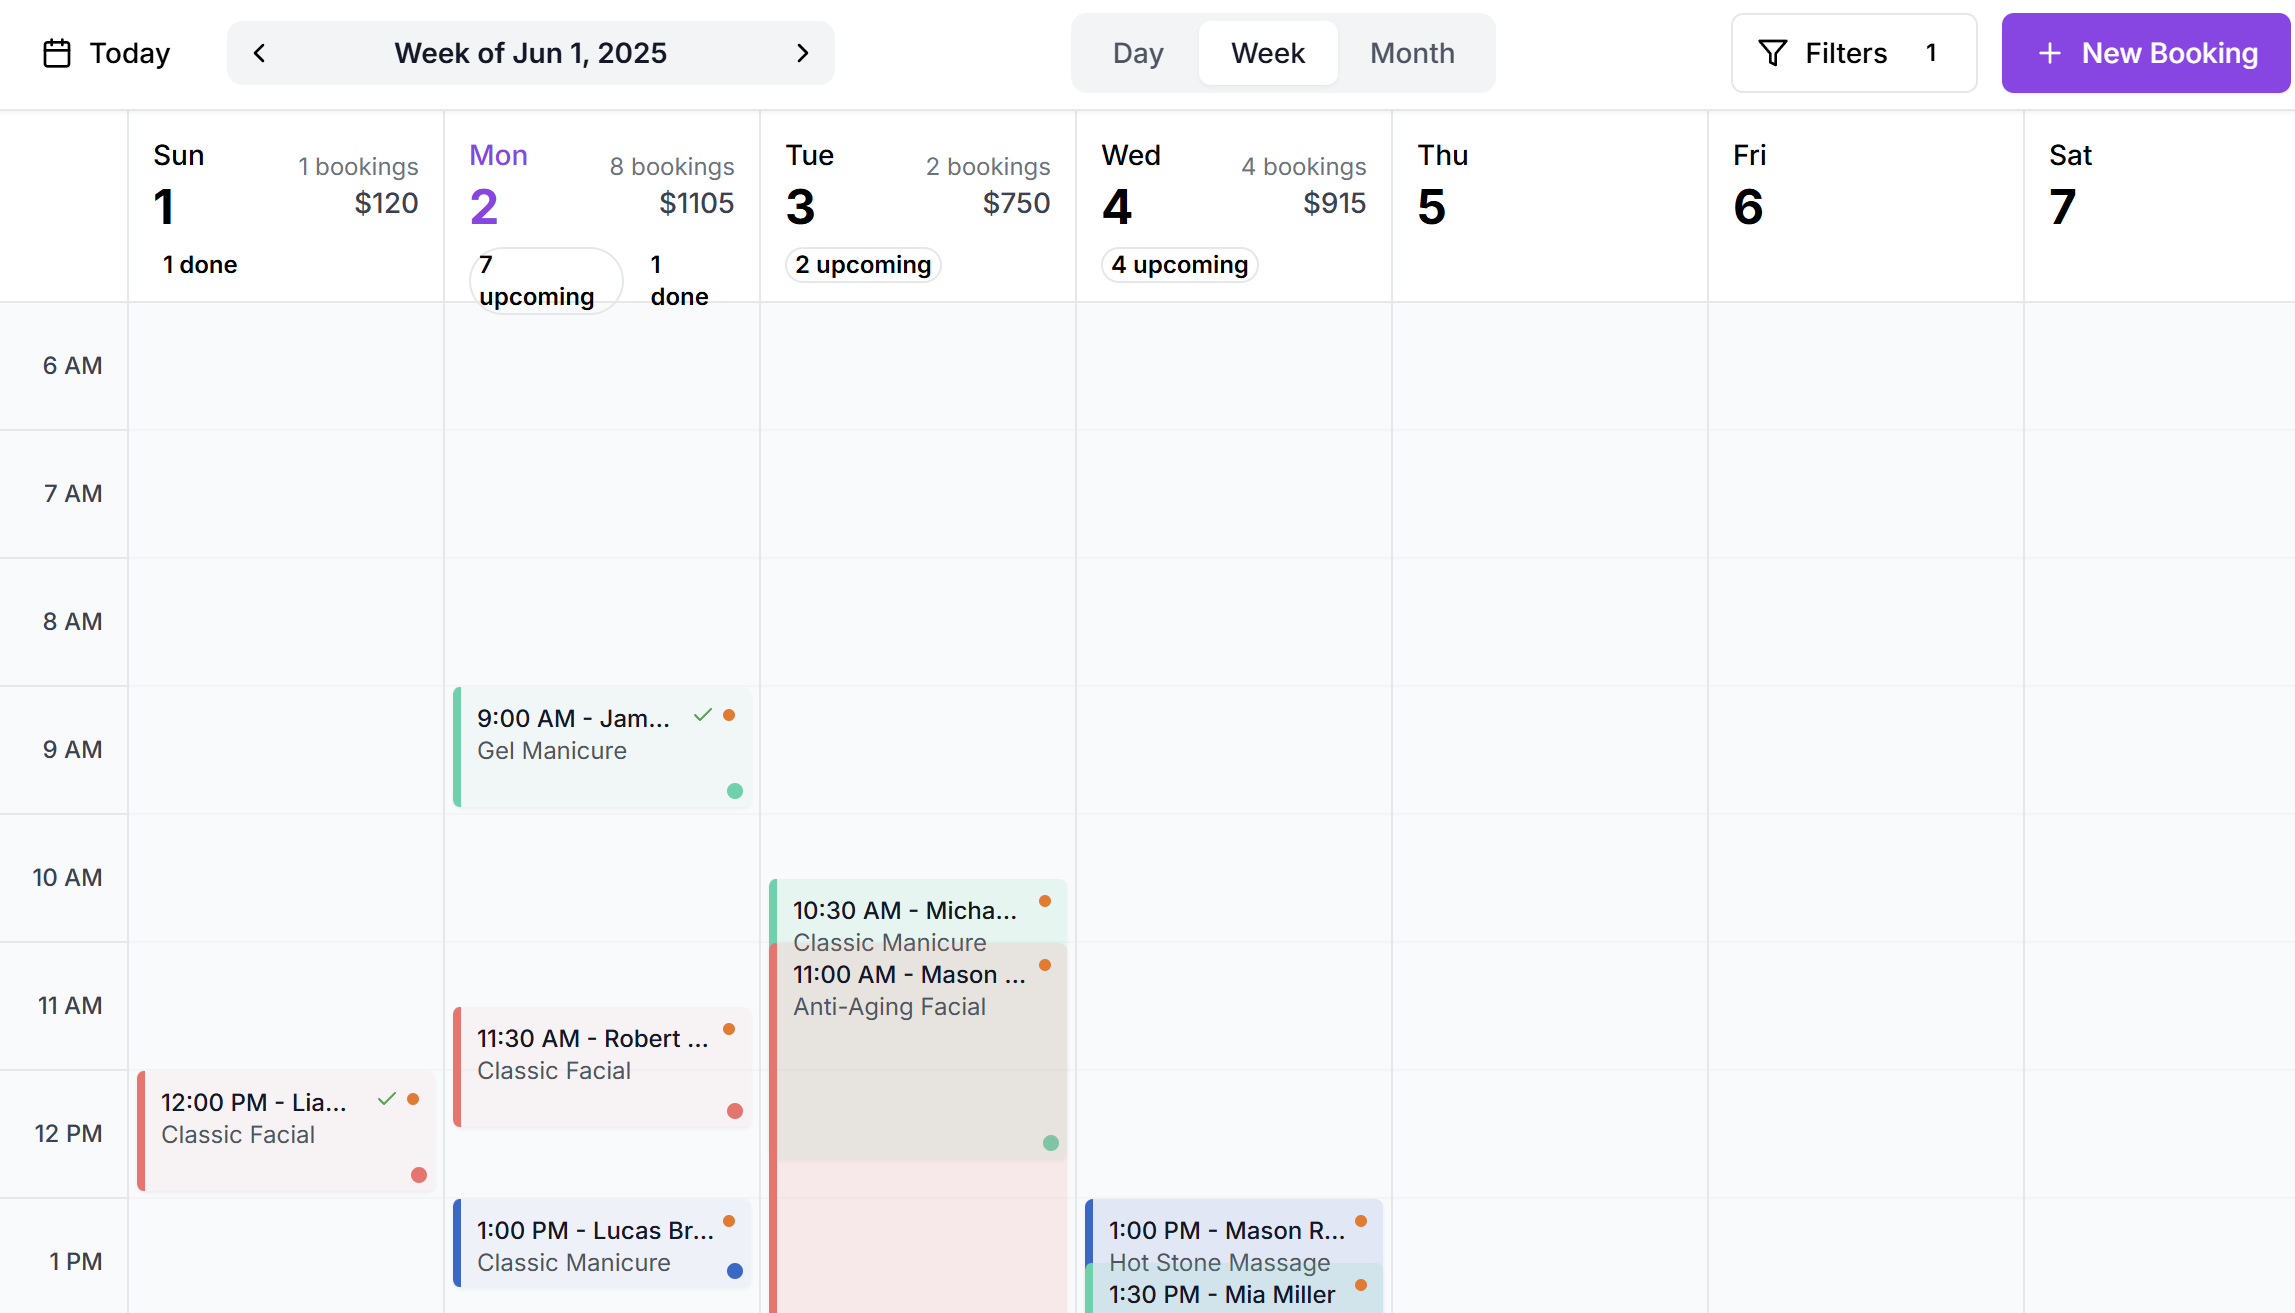 Today
Week of Jun 1, 2025
Day Week Month
Filters 1
New Booking
Sun
1
1 bookings
$120
1 done
Mon
2
8 bookings
$1105
7 upcoming
1 done
Tue
3
2 bookings
$750
2 upcoming
Wed
4
4 bookings
$915
4 upcoming
Thu
5
Fri
6
Sat
7
6 AM
7 AM
8 AM
9 AM
10 AM
11 AM
12 PM
1 PM
12:00 PM - Lia...
Classic Facial
9:00 AM - Jam...
Gel Manicure
11:30 AM - Robert ...
Classic Facial
1:00 PM - Lucas Br...
Classic Manicure
10:30 AM - Micha...
Classic Manicure
11:00 AM - Mason ...
Anti-Aging Facial
1:00 PM - Mason R...
Hot Stone Massage
1:30 PM - Mia Miller